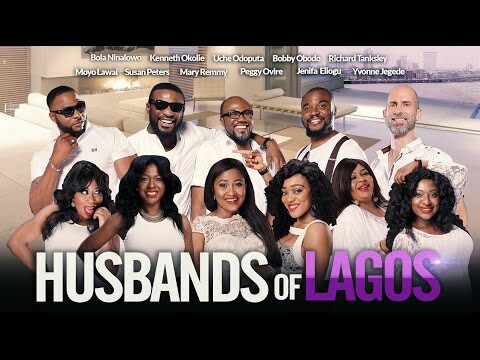 Bola Ninalowo Kenneth Okolie Uche Odoputa Bobby Obodo Richard Tanksley
Moyo Lawal Susan Peters Mary Remmy Peggy Ovire Jenifa Eliogu Yvonne Jegede
HUSBANDS OF LAGOS